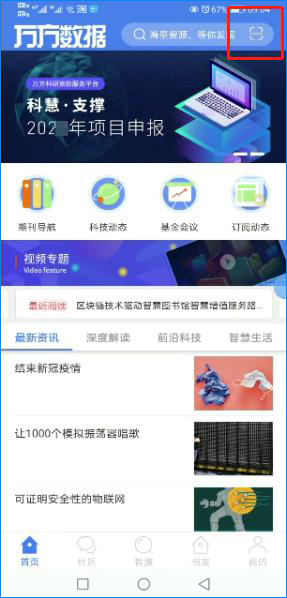 67%
09:04
万方数据
海量资源，等你发现
万方科研资助服务平台
科慧·支撑
年项目申报
期刊导航
科技动态
基金会议
订阅动态
视频专题
Video feature
最近阅读
区块链技术驱动智慧图书馆智慧增值服务路...
最新资讯
深度解读
前沿科技
智慧生活
结束新冠疫情
让1000个模拟振荡器唱歌
可证明安全性的物联网
首页
社区
智搜
书案
我的